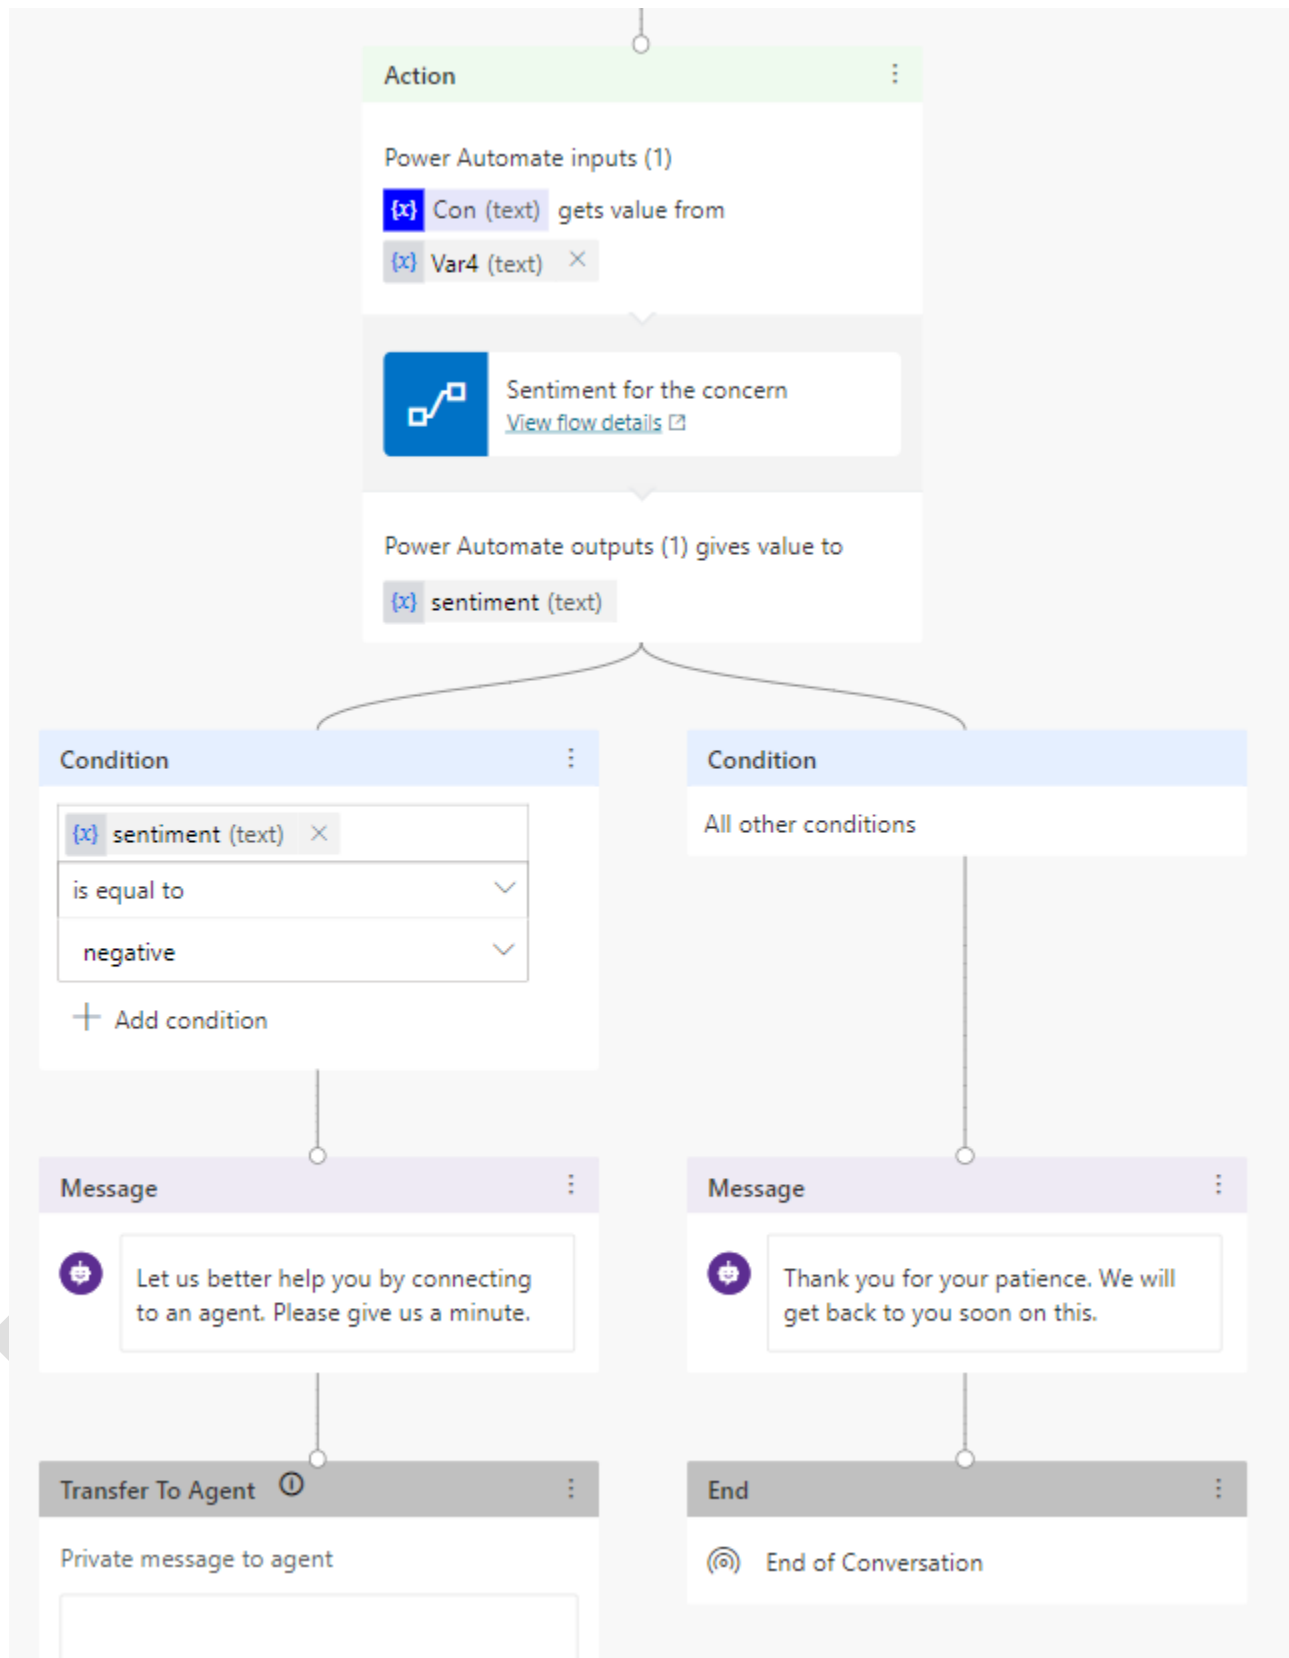 Action
Power Automate inputs (1)
{x} Con (text) gets value from
{x} Var4 (text)
Sentiment for the concern
View flow details
Power Automate outputs (1) gives value to
{x} sentiment (text)
Condition
{x} sentiment (text)
is equal to
negative
Add condition
Message
Let us better help you by connecting
to an agent. Please give us a minute.
Transfer To Agent
Private message to agent
Condition
All other conditions
Message
Thank you for your patience. We will
get back to you soon on this.
End
End of Conversation